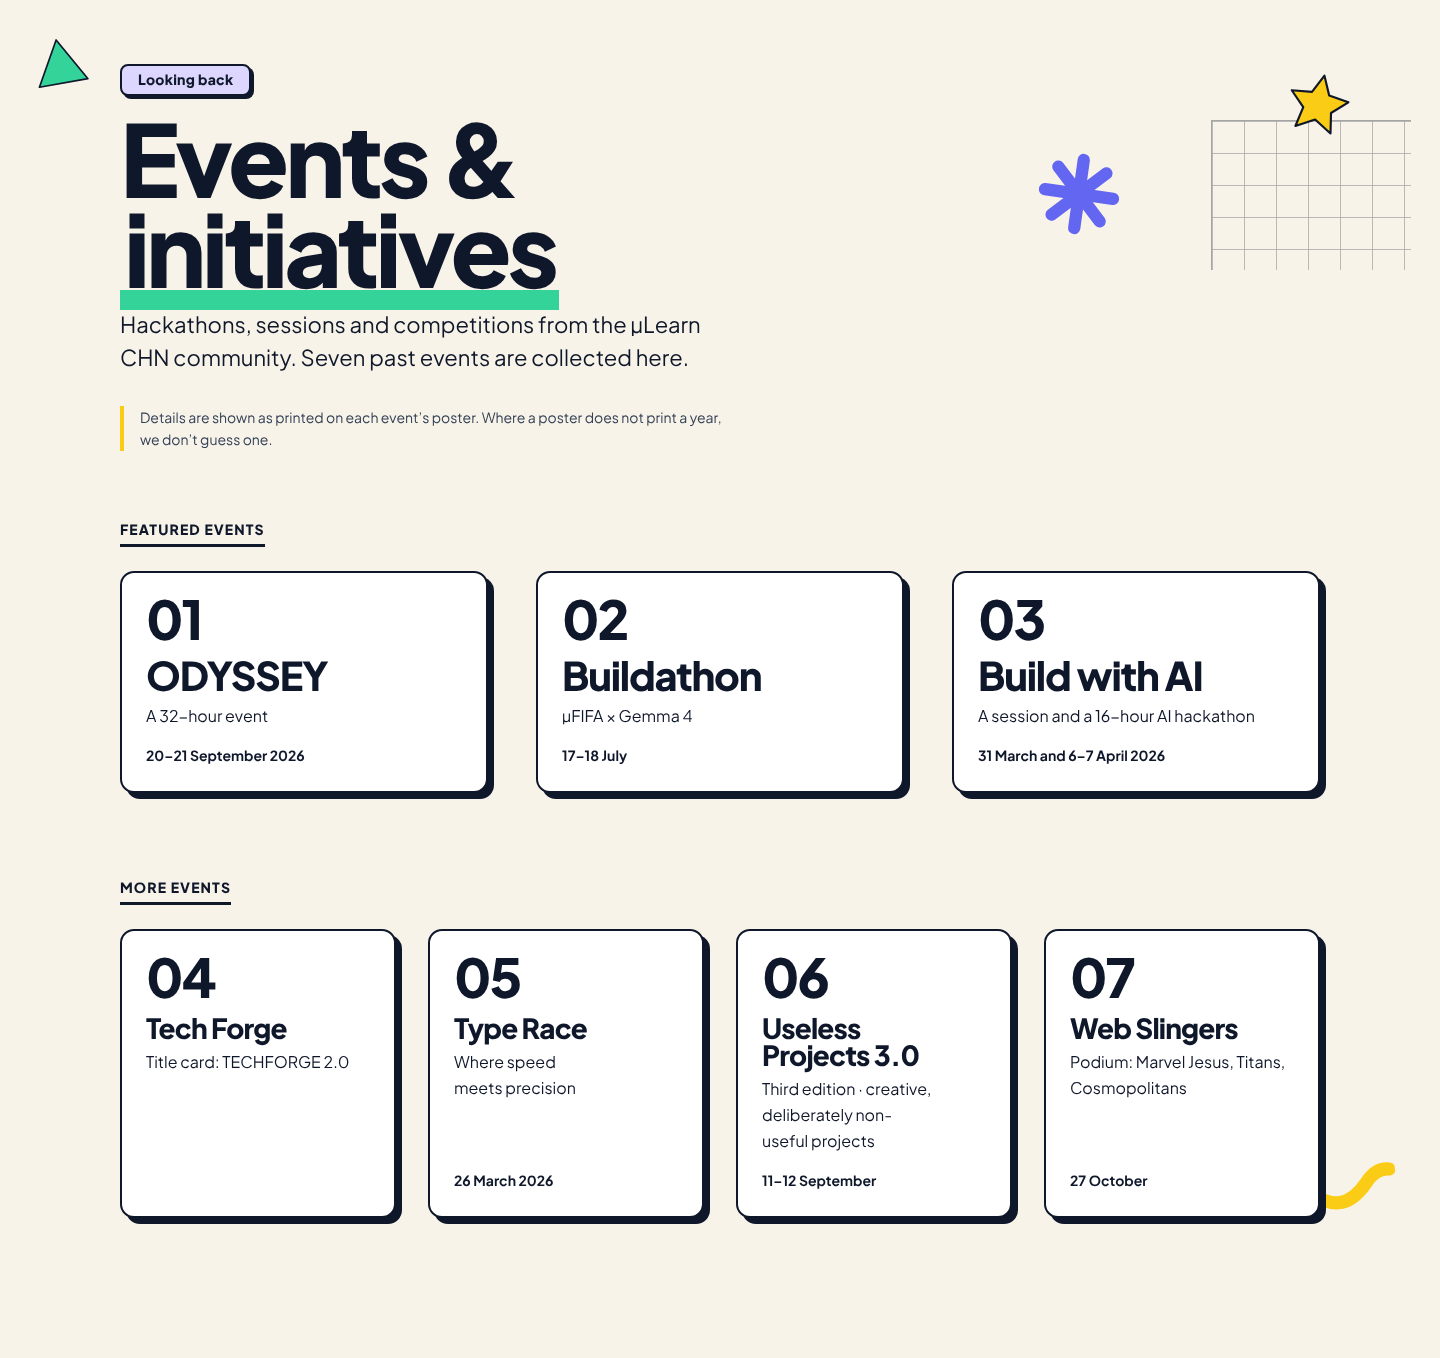 Looking back
Events &
initiatives
Hackathons, sessions and competitions from the µLearn
CHN community. Seven past events are collected here.
Details are shown as printed on each event’s poster. Where a poster does not print a year,
we don’t guess one.
FEATURED EVENTS
01
ODYSSEY
A 32-hour event
20–21 September 2026
02
Buildathon
µFIFA × Gemma 4
17–18 July
03
Build with AI
A session and a 16-hour AI hackathon
31 March and 6–7 April 2026
MORE EVENTS
04
Tech Forge
Title card: TECHFORGE 2.0
05
Type Race
Where speed
meets precision
26 March 2026
06
Useless
Projects 3.0
Third edition · creative,
deliberately non-
useful projects
11–12 September
07
Web Slingers
Podium: Marvel Jesus, Titans,
Cosmopolitans
27 October